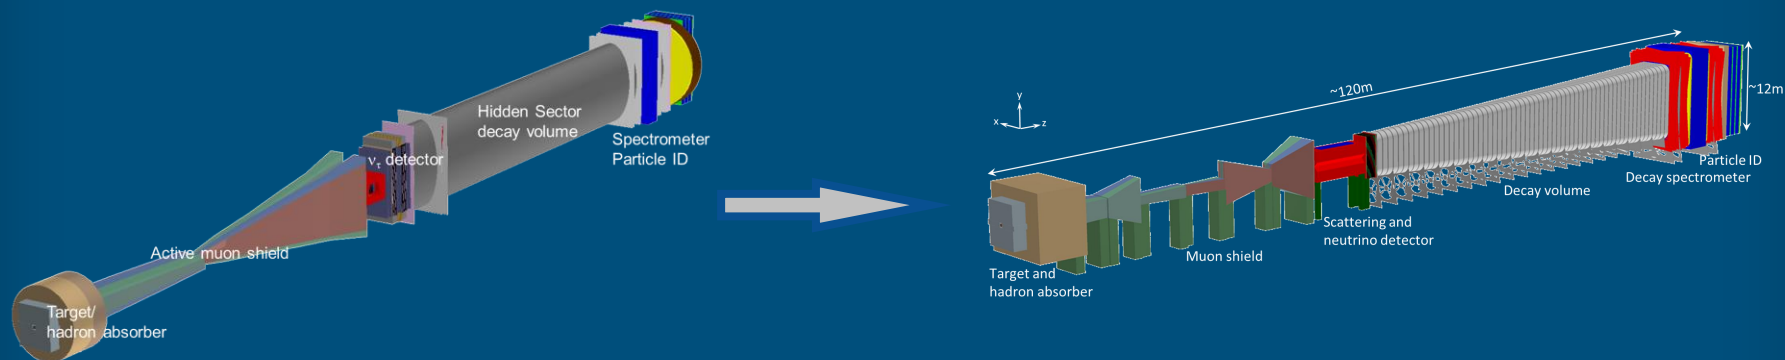 Hidden Sector
decay volume
Spectrometer
Particle ID
ντ detector
Active muon shield
Target/
hadron absorber
~120m
~12m
y
x
z
Particle ID
Decay spectrometer
Decay volume
Scattering and
neutrino detector
Muon shield
Target and
hadron absorber